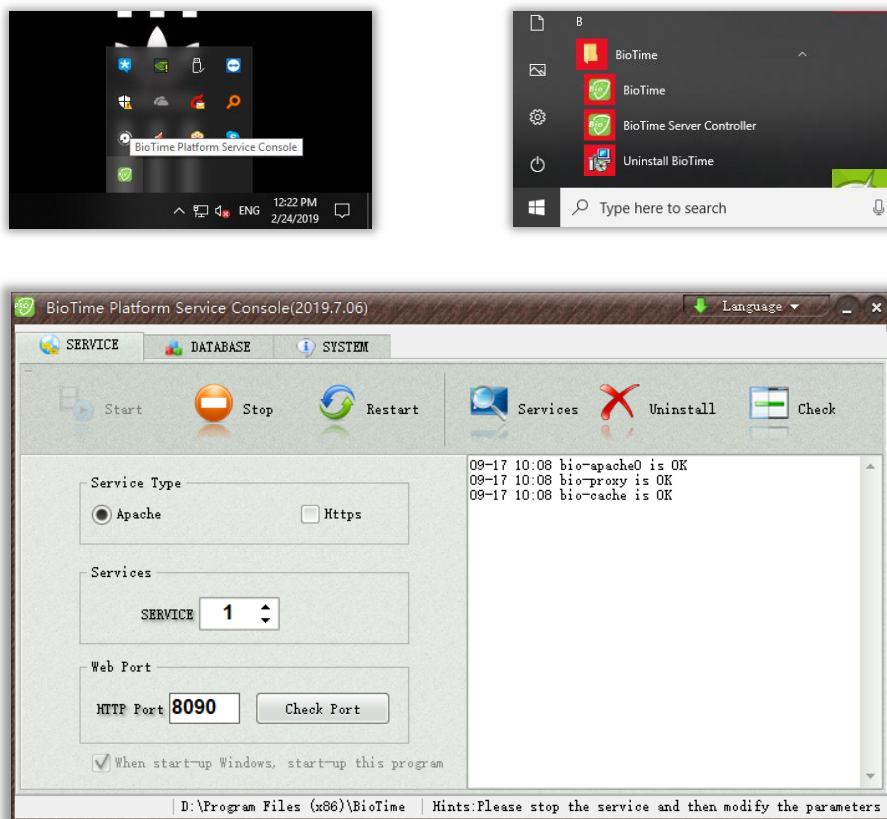 BioTime Platform Service Console
ENG
12:22 PM
2/24/2019
B
BioTime
BioTime
BioTime Server Controller
Uninstall BioTime
Type here to search
BioTime Platform Service Console(2019.7.06)
Language
SERVICE DATABASE SYSTEM
Start Stop Restart Services Uninstall Check
Service Type
Apache Https
Services
SERVICE 1
Web Port
HTTP Port 8090 Check Port
When start-up Windows, start-up this program
09-17 10:08 bio-apache0 is OK
09-17 10:08 bio-proxy is OK
09-17 10:08 bio-cache is OK
D:\Program Files (x86)\BioTime Hints:Please stop the service and then modify the parameters